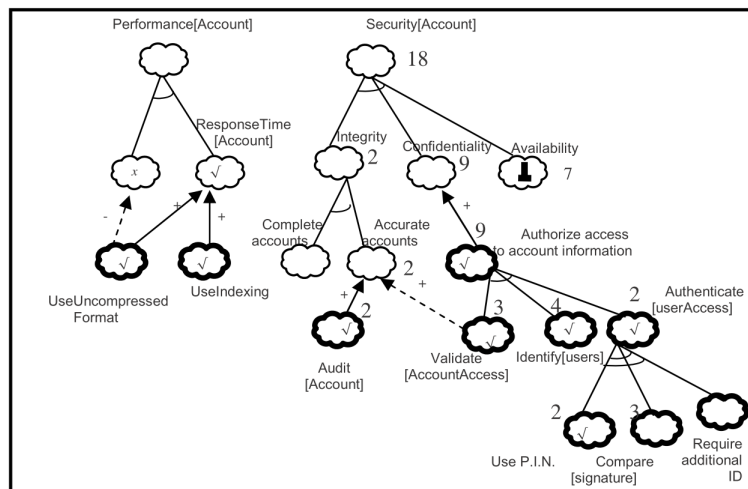 Performance[Account]
Security[Account]
18
ResponseTime
[Account]
Integrity
2
Confidentiality
9
Availability
7
x
√
+
+
-
+
9
Authorize access
to account information
Complete
accounts
Accurate
accounts
2
√
√
√
UseUncompressed
Format
UseIndexing
+
2
+
3
4
2
Authenticate
[userAccess]
√
√
√
√
Audit
[Account]
Validate
[AccountAccess]
Identify[users]
2
3
√
Use P.I.N.
Compare
[signature]
Require
additional
ID